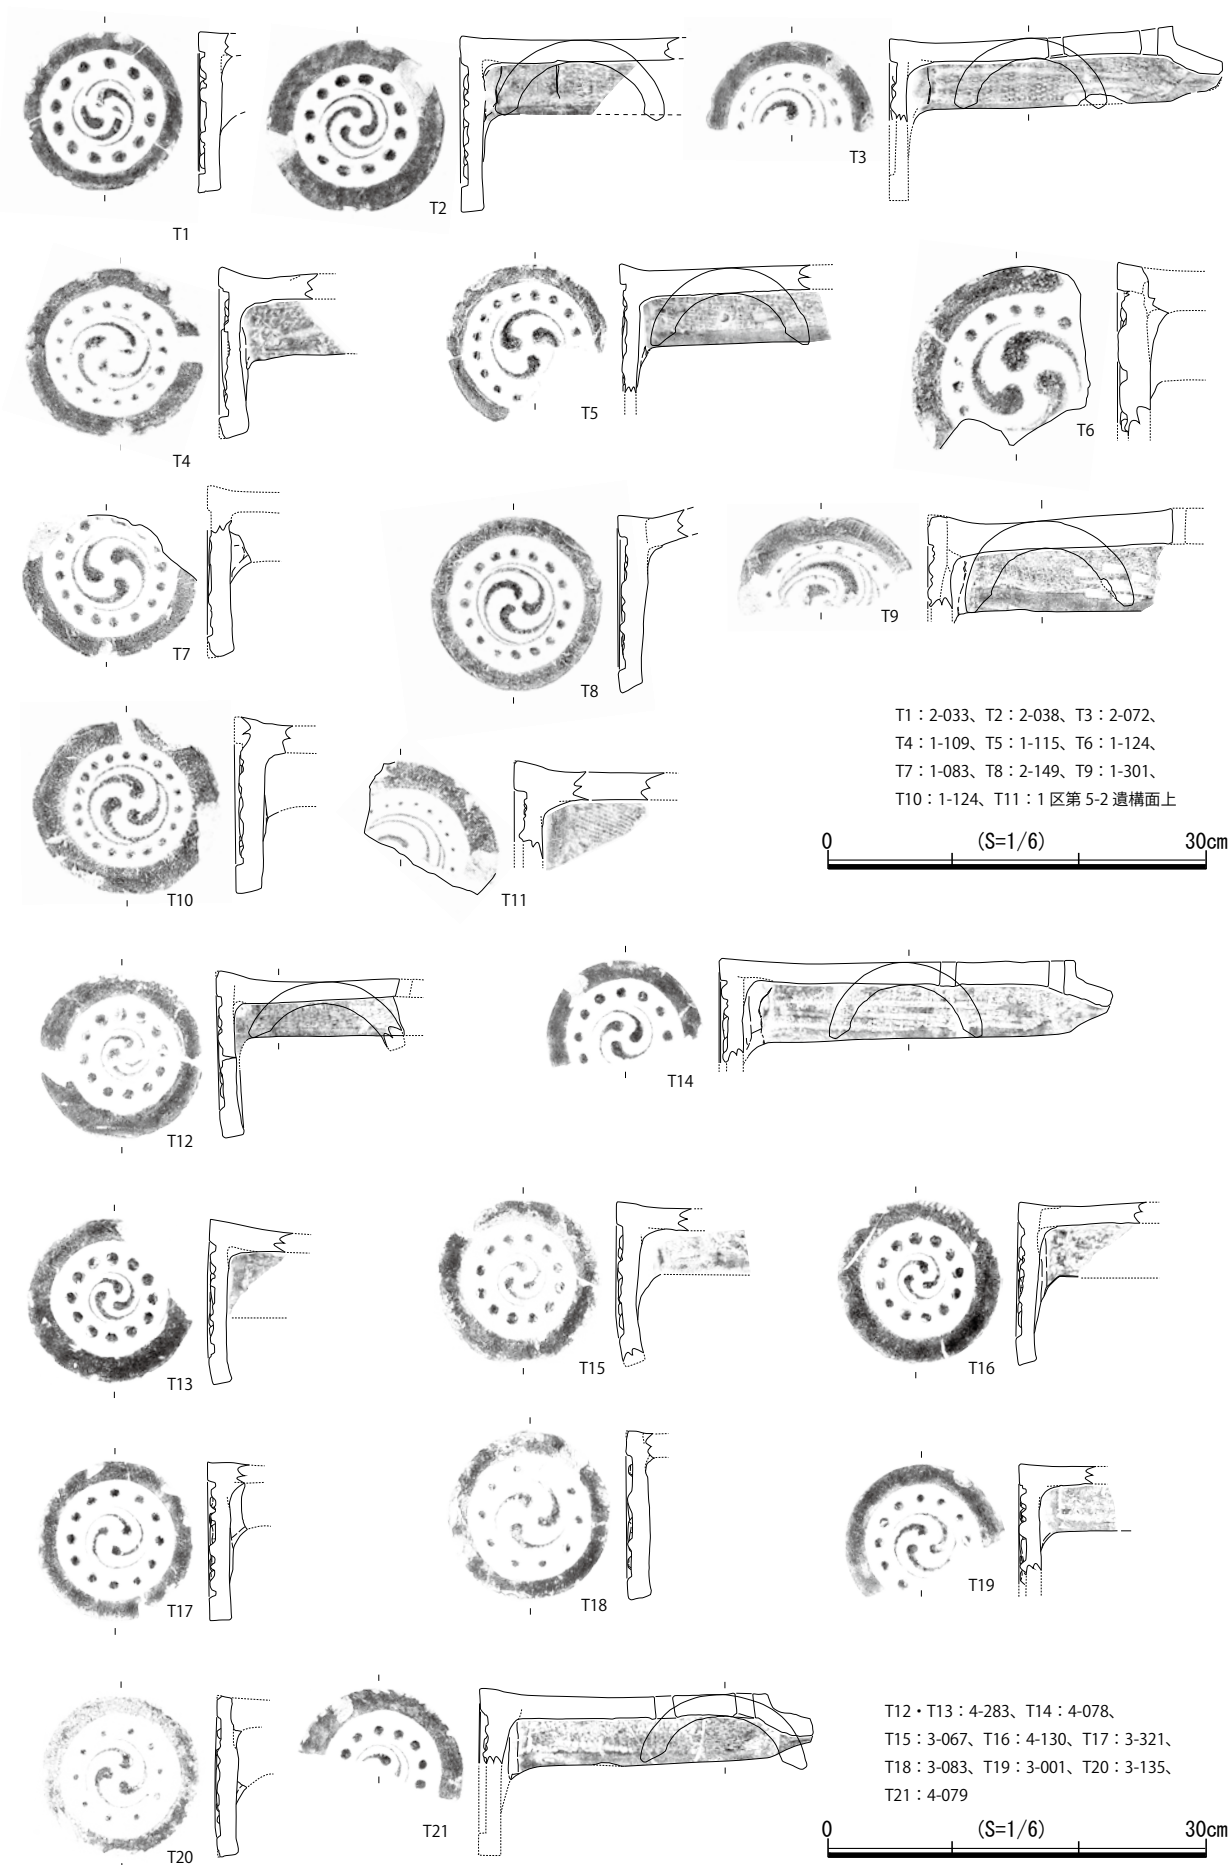 T1
T2
T3
T4
T5
T6
T7
T8
T9
T1：2-033、T2：2-038、T3：2-072、
T4：1-109、T5：1-115、T6：1-124、
T7：1-083、T8：2-149、T9：1-301、
T10：1-124、T11：1 区第 5-2 遺構面上
0 (S=1/6) 30cm
T10
T11
T12
T14
T13
T15
T16
T17
T18
T19
T20
T21
T12・T13：4-283、T14：4-078、
T15：3-067、T16：4-130、T17：3-321、
T18：3-083、T19：3-001、T20：3-135、
T21：4-079
0 (S=1/6) 30cm